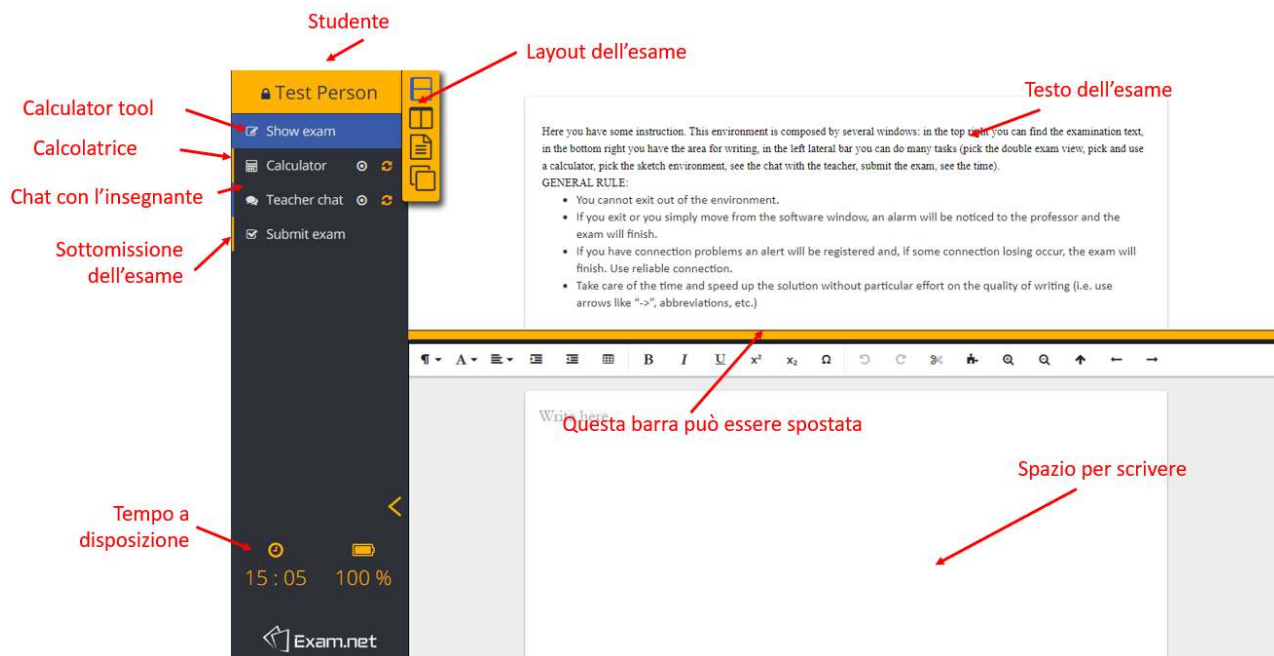 Studente
Layout dell'esame
Test Person
Testo dell'esame
Calculator tool
Show exam
Calcolatrice
Calculator
Chat con l'insegnante
Teacher chat
Submit exam
Sottomissione
dell'esame
Here you have some instruction. This environment is composed by several windows: in the top right you can find the examination text,
in the bottom right you have the area for writing, in the left lateral bar you can do many tasks (pick the double exam view, pick and use
a calculator, pick the sketch environment, see the chat with the teacher, submit the exam, see the time).
GENERAL RULE:
• You cannot exit out of the environment.
• If you exit or you simply move from the software window, an alarm will be noticed to the professor and the
exam will finish.
• If you have connection problems an alert will be registered and, if some connection losing occur, the exam will
finish. Use reliable connection.
• Take care of the time and speed up the solution without particular effort on the quality of writing (i.e. use
arrows like "->", abbreviations, etc.)
¶ A B I U x² x₂ Ω
Write here
Questa barra può essere spostata
Spazio per scrivere
Tempo a
disposizione
15 : 05 100 %
Exam.net